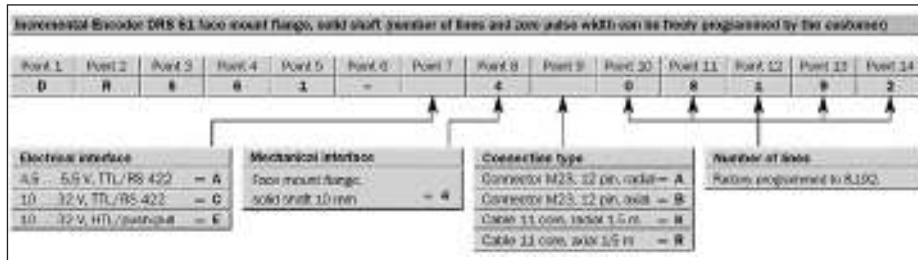 Incremental Encoder DRS 61 face mount flange, solid shaft (number of lines and zero pulse width can be freely programmed by the customer)
Point 1 Point 2 Point 3 Point 4 Point 5 Point 6 Point 7 Point 8 Point 9 Point 10 Point 11 Point 12 Point 13 Point 14
D R S 6 1 – 4 0 8 1 9 2
Electrical interface
4,5 ... 5,5 V, TTL/RS 422 – A
10 ... 32 V, TTL/RS 422 – C
10 ... 32 V, HTL/push-pull – E
Mechanical interface
Face mount flange,
solid shaft 10 mm – 4
Connection type
Connector M23, 12 pin, radial – A
Connector M23, 12 pin, axial – B
Cable 11 core, radial 1.5 m
Cable 11 core, axial 1.5 m
Number of lines
Factory programmed to 8,192.